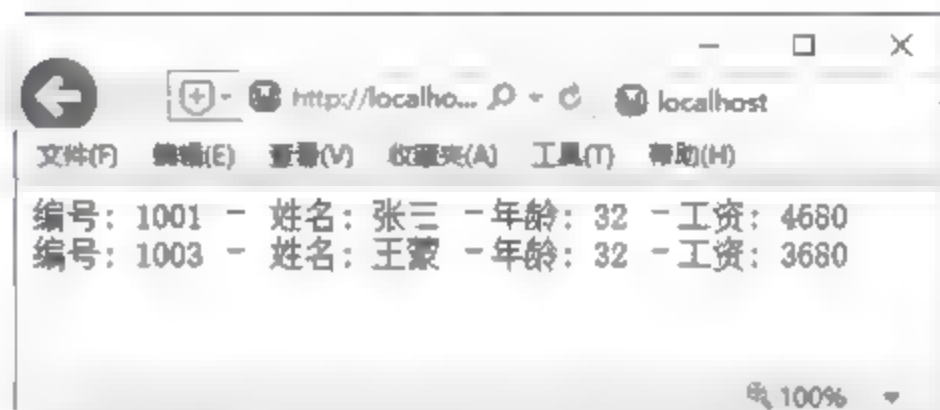 http://localho... localhost
文件(F) 编辑(E) 查看(V) 收藏夹(A) 工具(T) 帮助(H)
编号: 1001 - 姓名: 张三 -年龄: 32 -工资: 4680
编号: 1003 - 姓名: 王蒙 -年龄: 32 -工资: 3680
100%